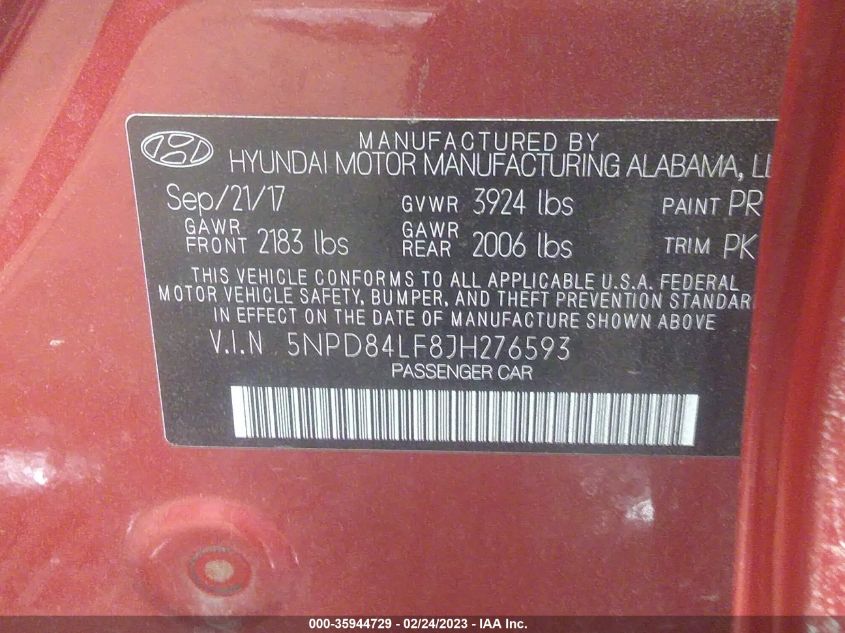 MANUFACTURED BY
HYUNDAI MOTOR MANUFACTURING ALABAMA,
Sep/21/17 GVWR 3924 lbs PAINT PR
GAWR FRONT 2183 lbs GAWR REAR 2006 lbs TRIM PK
THIS VEHICLE CONFORMS TO ALL APPLICABLE U.S.A. FEDERAL
MOTOR VEHICLE SAFETY, BUMPER, AND THEFT PREVENTION STANDAR
IN EFFECT ON THE DATE OF MANUFACTURE SHOWN ABOVE
V.I.N 5NPD84LF8JH276593
PASSENGER CAR
000-35944729 - 02/24/2023 - IAA Inc.